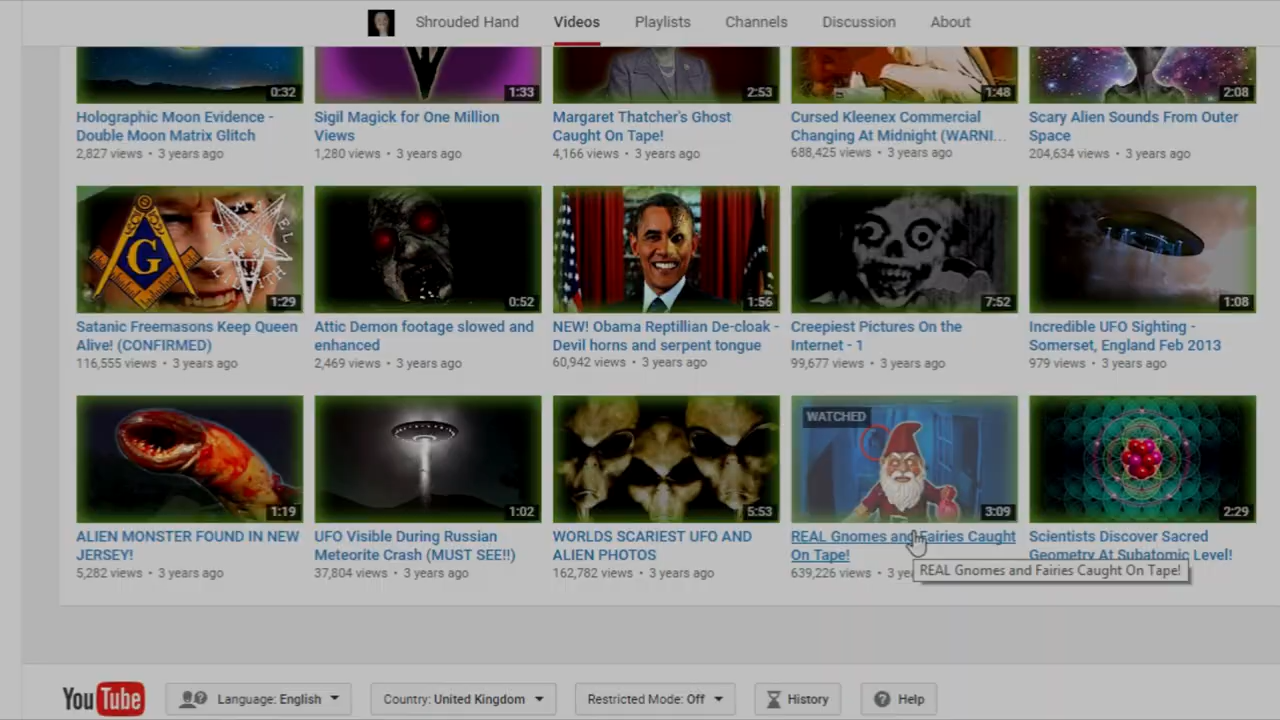 Shrouded Hand Videos Playlists Channels Discussion About
0:32 1:33 2:53 1:48 2:08
Holographic Moon Evidence -
Double Moon Matrix Glitch
2,827 views • 3 years ago
Sigil Magick for One Million
Views
1,280 views • 3 years ago
Margaret Thatcher's Ghost
Caught On Tape!
4,166 views • 3 years ago
Cursed Kleenex Commercial
Changing At Midnight (WARNI...
688,425 views • 3 years ago
Scary Alien Sounds From Outer
Space
204,634 views • 3 years ago
G
1:29
Satanic Freemasons Keep Queen
Alive! (CONFIRMED)
116,555 views • 3 years ago
0:52
Attic Demon footage slowed and
enhanced
2,469 views • 3 years ago
1:56
NEW! Obama Reptillian De-cloak -
Devil horns and serpent tongue
60,942 views • 3 years ago
7:52
Creepiest Pictures On the
Internet - 1
99,677 views • 3 years ago
1:08
Incredible UFO Sighting -
Somerset, England Feb 2013
979 views • 3 years ago
1:19
ALIEN MONSTER FOUND IN NEW
JERSEY!
5,282 views • 3 years ago
1:02
UFO Visible During Russian
Meteorite Crash (MUST SEE!!)
37,804 views • 3 years ago
5:53
WORLDS SCARIEST UFO AND
ALIEN PHOTOS
162,782 views • 3 years ago
WATCHED
3:09
REAL Gnomes and Fairies Caught
On Tape!
639,226 views • 3 ye
REAL Gnomes and Fairies Caught On Tape!
2:29
Scientists Discover Sacred
Geometry At Subatomic Level!
YouTube Language: English Country: United Kingdom Restricted Mode: Off History Help